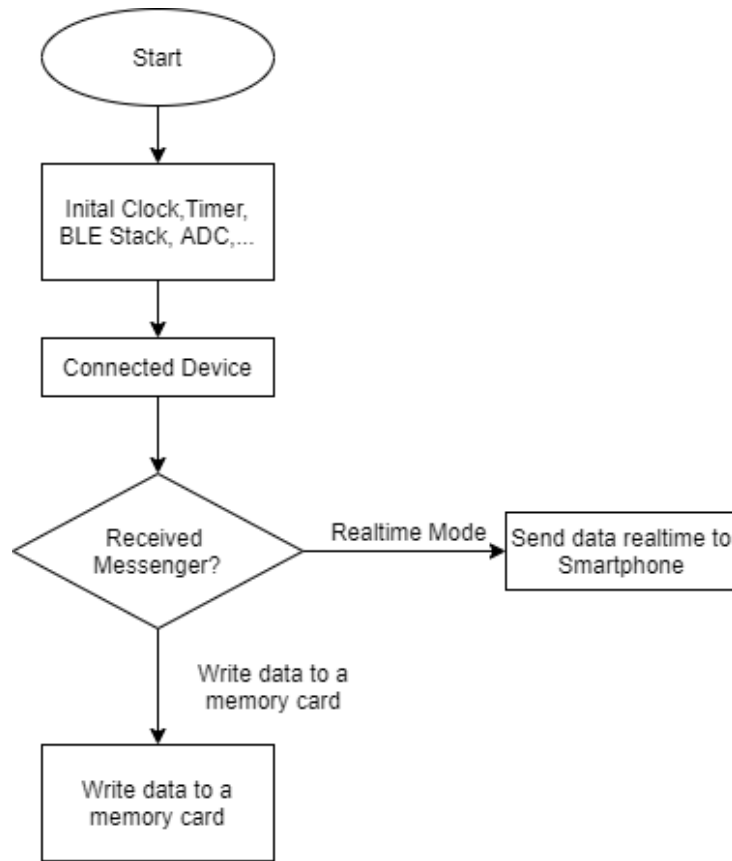 Start
Inital Clock,Timer,
BLE Stack, ADC,...
Connected Device
Received
Messenger?
Realtime Mode
Send data realtime to
Smartphone
Write data to a
memory card
Write data to a
memory card